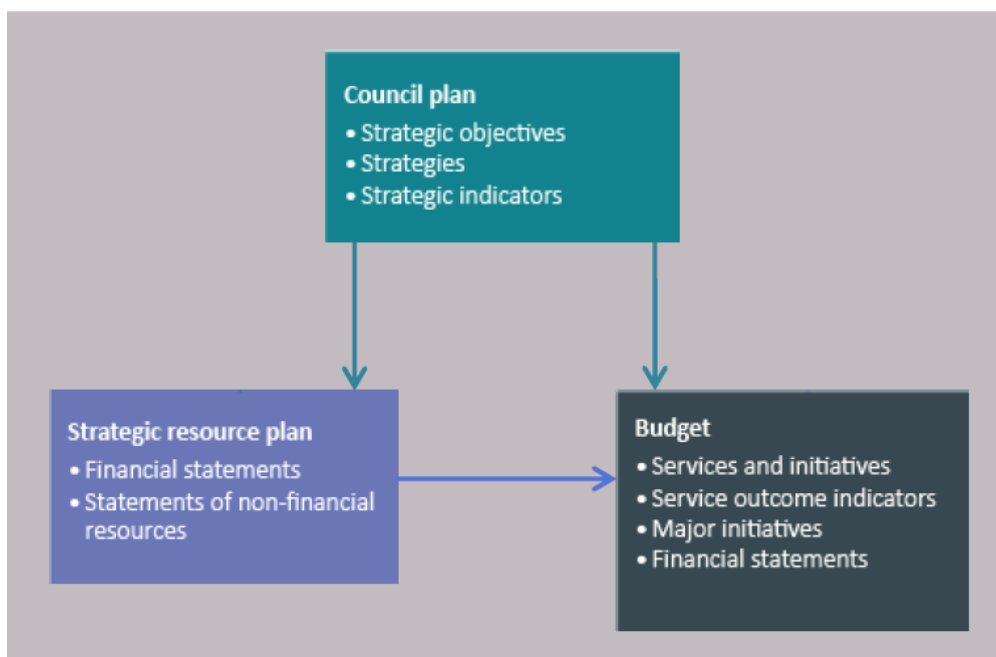 Council plan
• Strategic objectives
• Strategies
• Strategic indicators
Strategic resource plan
• Financial statements
• Statements of non-financial
resources
Budget
• Services and initiatives
• Service outcome indicators
• Major initiatives
• Financial statements